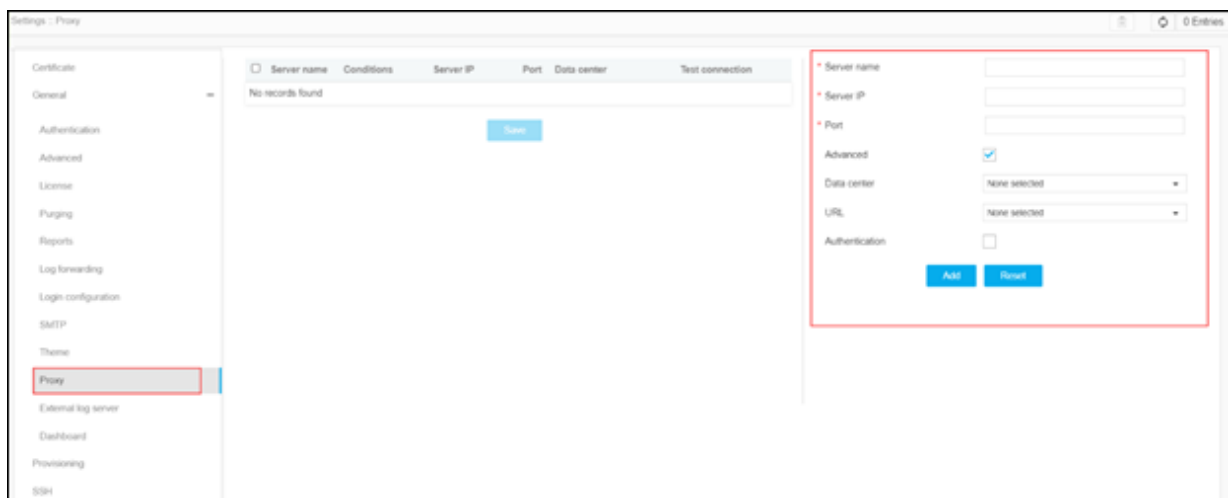 Settings :: Proxy
0 Entries
Certificate
General
Authentication
Advanced
License
Purging
Reports
Log forwarding
Login configuration
SMTP
Theme
Proxy
External log server
Dashboard
Provisioning
SSH
Server name Conditions Server IP Port Data center Test connection
No records found
Save
* Server name
* Server IP
* Port
Advanced
Data center None selected
URL None selected
Authentication
Add Reset